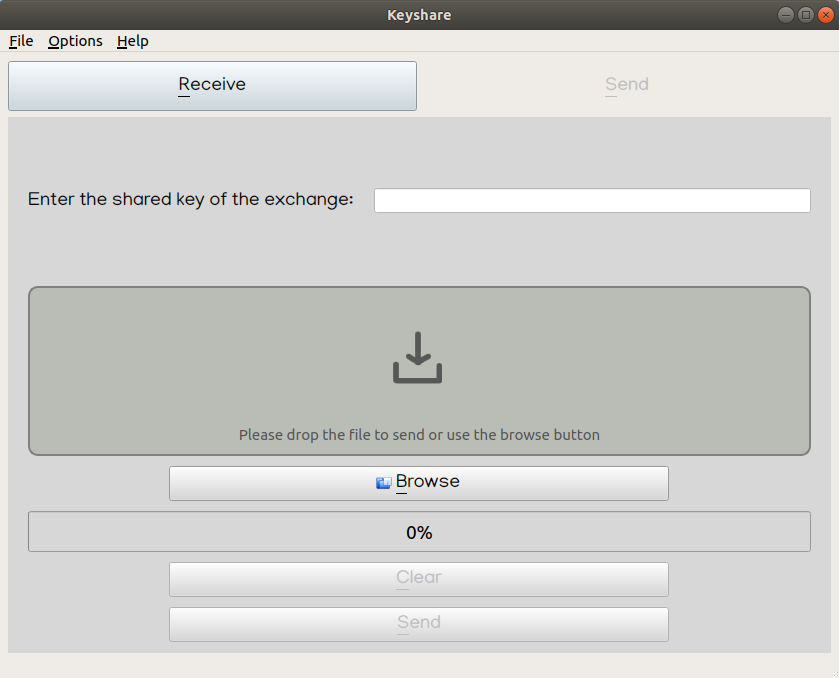 Keyshare
File Options Help
Receive
Send
Enter the shared key of the exchange:
Please drop the file to send or use the browse button
Browse
0%
Clear
Send